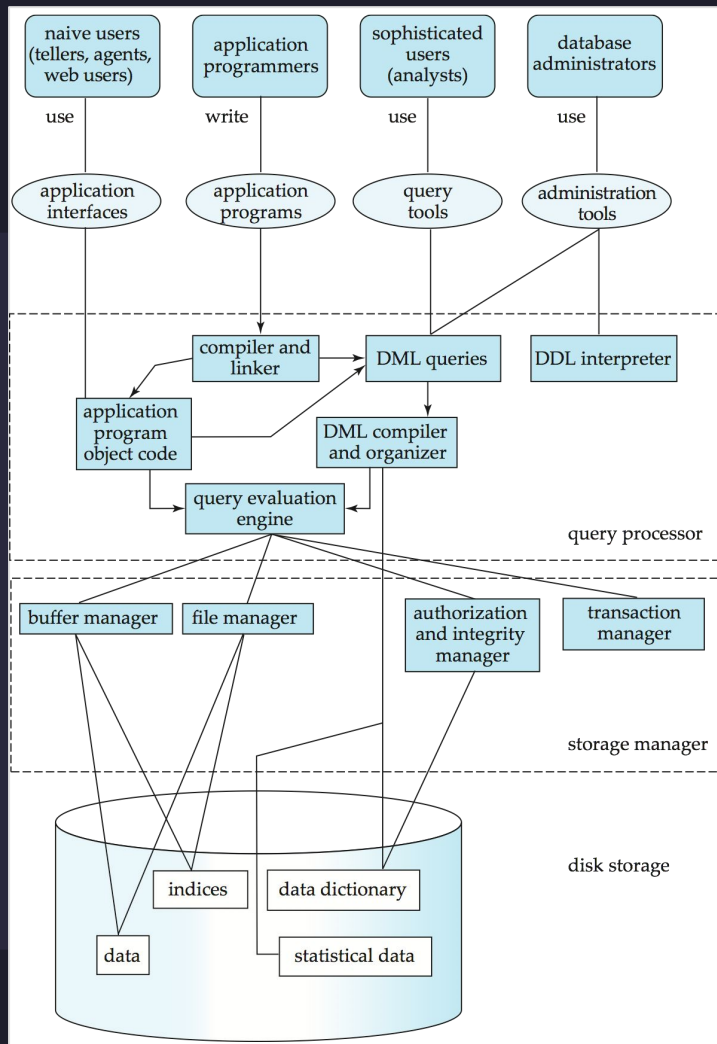 naive users
(tellers, agents,
web users)
application
programmers
sophisticated
users
(analysts)
database
administrators
use
write
use
use
application
interfaces
application
programs
query
tools
administration
tools
compiler and
linker
DML queries
DDL interpreter
application
program
object code
DML compiler
and organizer
query evaluation
engine
query processor
buffer manager
file manager
authorization
and integrity
manager
transaction
manager
storage manager
disk storage
indices
data dictionary
data
statistical data